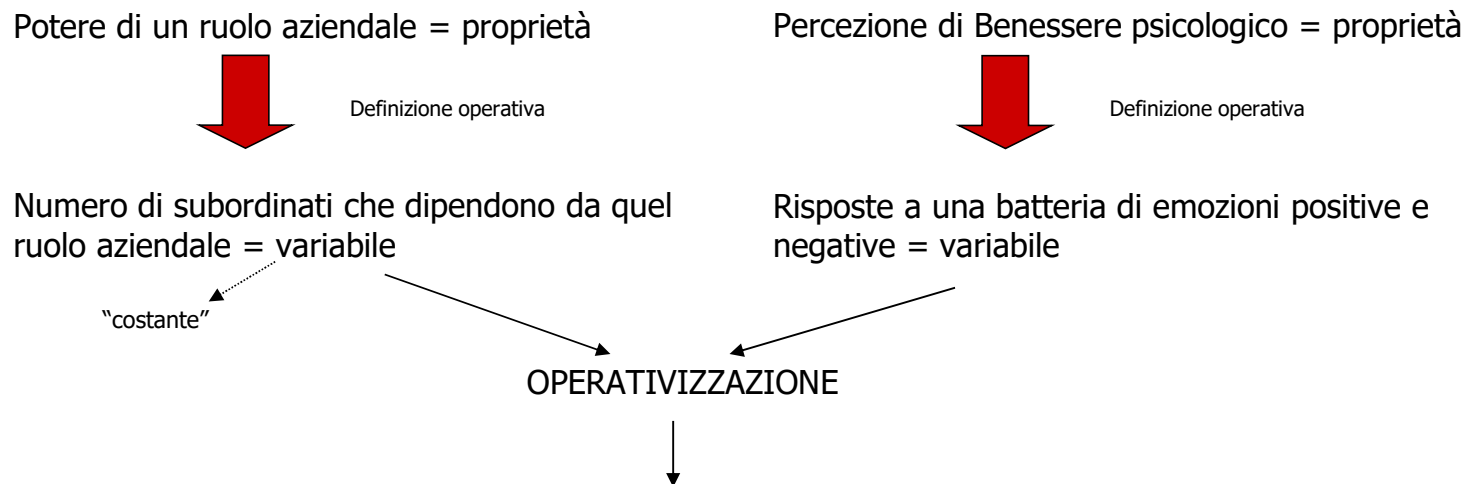 Potere di un ruolo aziendale = proprietà
Percezione di Benessere psicologico = proprietà
Definizione operativa
Definizione operativa
Numero di subordinati che dipendono da quel
ruolo aziendale = variabile
Risposte a una batteria di emozioni positive e
negative = variabile
“costante”
OPERATIVIZZAZIONE